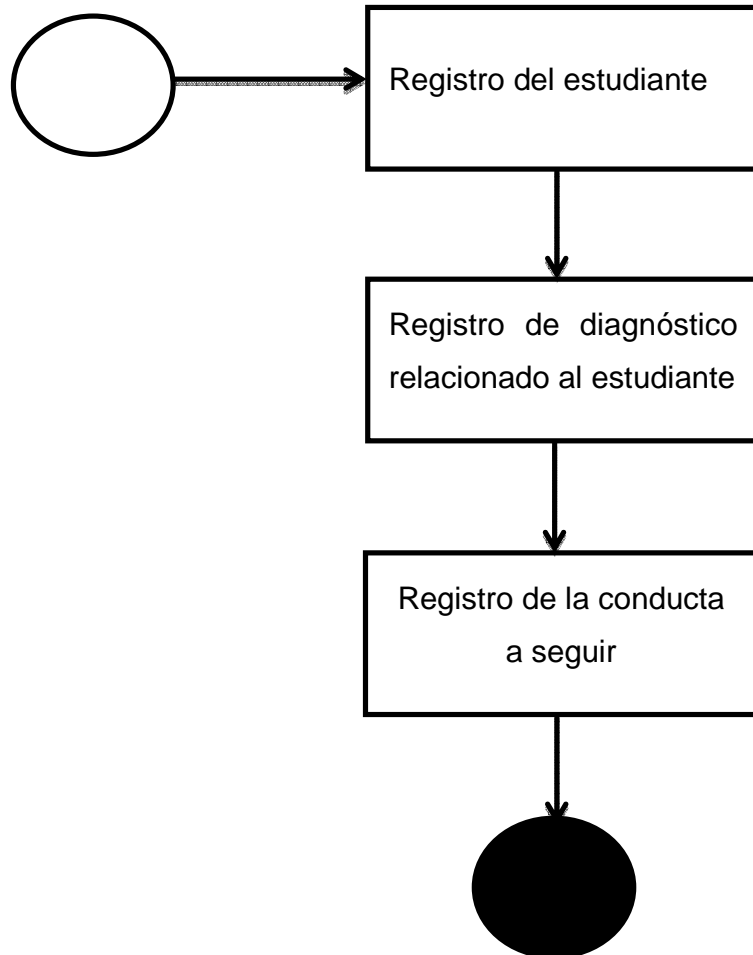 Registro del estudiante
Registro de diagnóstico
relacionado al estudiante
Registro de la conducta
a seguir